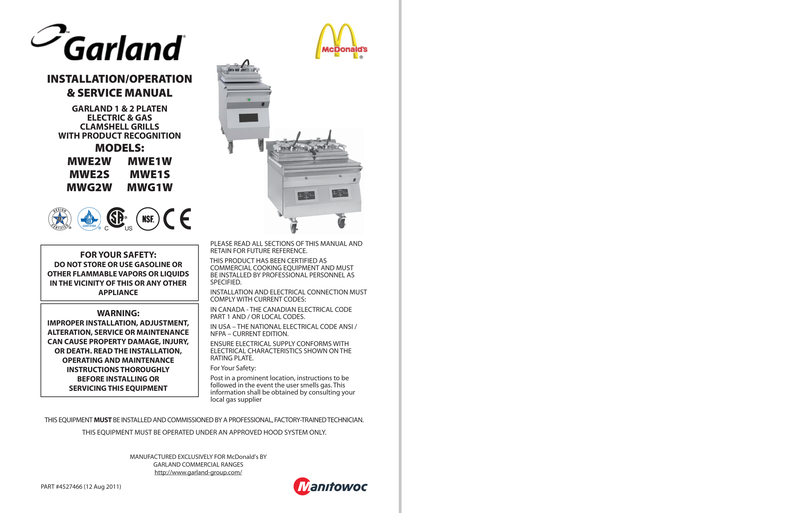 Garland
McDonald's
INSTALLATION/OPERATION
& SERVICE MANUAL
GARLAND 1 & 2 PLATEN
ELECTRIC & GAS
CLAMSHELL GRILLS
WITH PRODUCT RECOGNITION
MODELS:
MWE2W MWE1W
MWE2S MWE1S
MWG2W MWG1W
C US
NSF.
CE
FOR YOUR SAFETY:
DO NOT STORE OR USE GASOLINE OR
OTHER FLAMMABLE VAPORS OR LIQUIDS
IN THE VICINITY OF THIS OR ANY OTHER
APPLIANCE
WARNING:
IMPROPER INSTALLATION, ADJUSTMENT,
ALTERATION, SERVICE OR MAINTENANCE
CAN CAUSE PROPERTY DAMAGE, INJURY,
OR DEATH. READ THE INSTALLATION,
OPERATING AND MAINTENANCE
INSTRUCTIONS THOROUGHLY
BEFORE INSTALLING OR
SERVICING THIS EQUIPMENT
PLEASE READ ALL SECTIONS OF THIS MANUAL AND
RETAIN FOR FUTURE REFERENCE.
THIS PRODUCT HAS BEEN CERTIFIED AS
COMMERCIAL COOKING EQUIPMENT AND MUST
BE INSTALLED BY PROFESSIONAL PERSONNEL AS
SPECIFIED.
INSTALLATION AND ELECTRICAL CONNECTION MUST
COMPLY WITH CURRENT CODES:
IN CANADA - THE CANADIAN ELECTRICAL CODE
PART 1 AND / OR LOCAL CODES.
IN USA – THE NATIONAL ELECTRICAL CODE ANSI /
NFPA – CURRENT EDITION.
ENSURE ELECTRICAL SUPPLY CONFORMS WITH
ELECTRICAL CHARACTERISTICS SHOWN ON THE
RATING PLATE.
For Your Safety:
Post in a prominent location, instructions to be
followed in the event the user smells gas. This
information shall be obtained by consulting your
local gas supplier
THIS EQUIPMENT MUST BE INSTALLED AND COMMISSIONED BY A PROFESSIONAL, FACTORY-TRAINED TECHNICIAN.
THIS EQUIPMENT MUST BE OPERATED UNDER AN APPROVED HOOD SYSTEM ONLY.
MANUFACTURED EXCLUSIVELY FOR McDonald's BY
GARLAND COMMERCIAL RANGES
http://www.garland-group.com/
PART #4527466 (12 Aug 2011)
Manitowoc